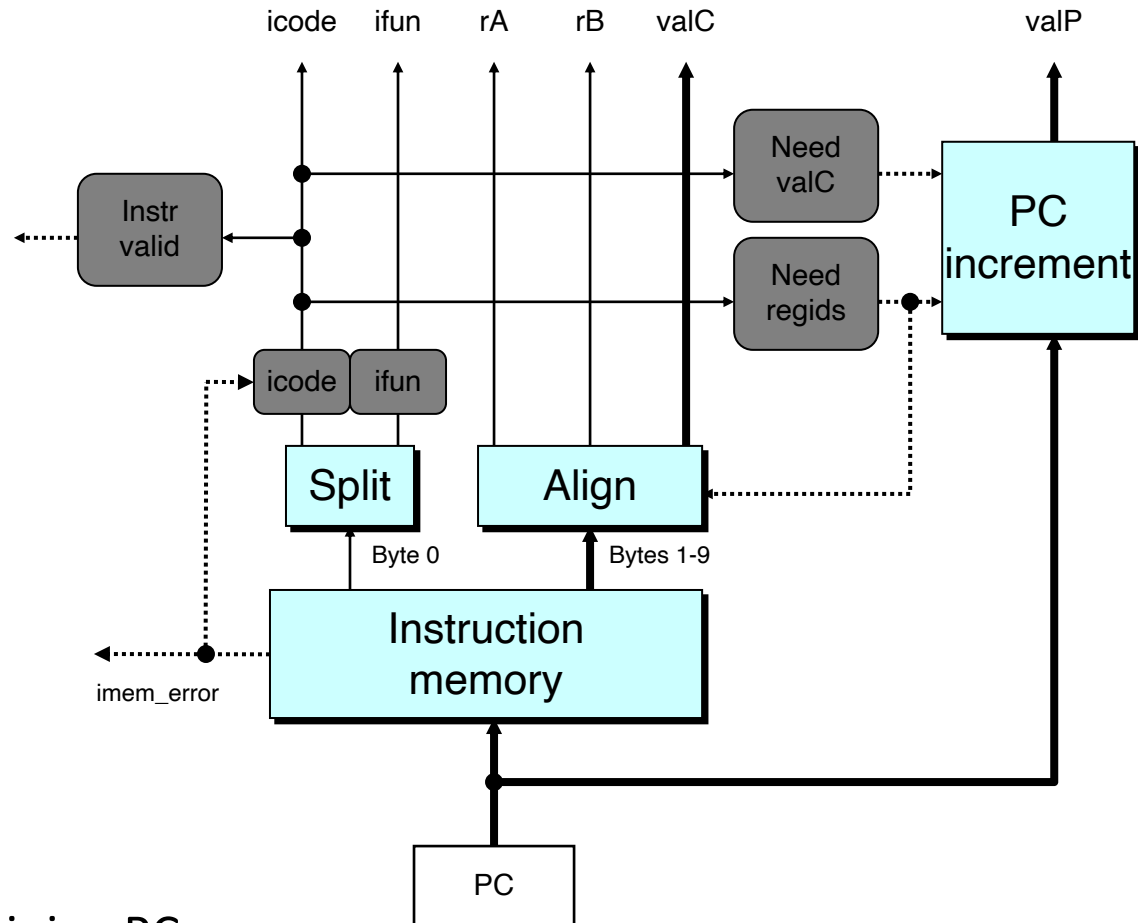 icode ifun rA rB valC valP
Need
valC
Instr
valid
PC
increment
Need
regids
icode ifun
Split
Align
Byte 0
Bytes 1-9
Instruction
memory
imem_error
PC